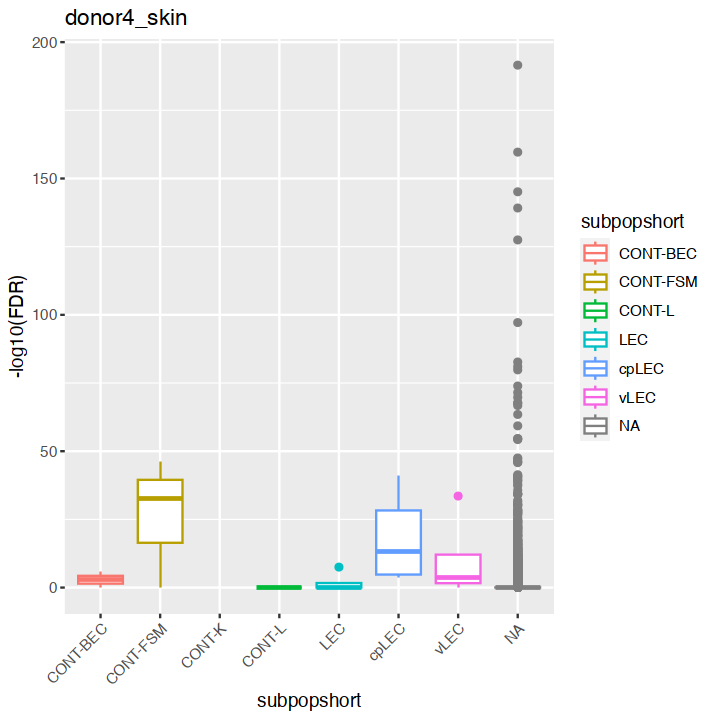 donor4_skin
-log10(FDR)
200
150
100
50
0
CONT-BEC
CONT-FSM
CONT-K
CONT-L
LEC
cpLEC
vLEC
NA
subpopshort
subpopshort
CONT-BEC
CONT-FSM
CONT-L
LEC
cpLEC
vLEC
NA